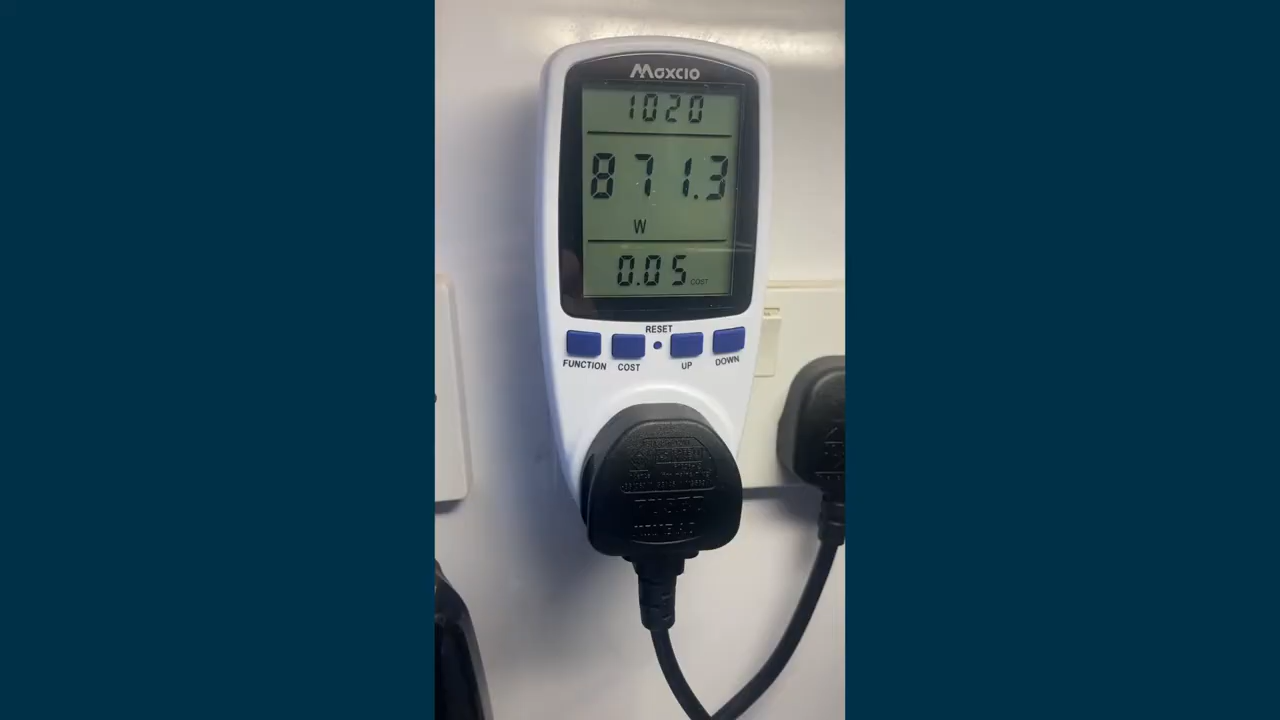 Maxcio
1020
871.3
W
0.05 COST
RESET
FUNCTION COST UP DOWN